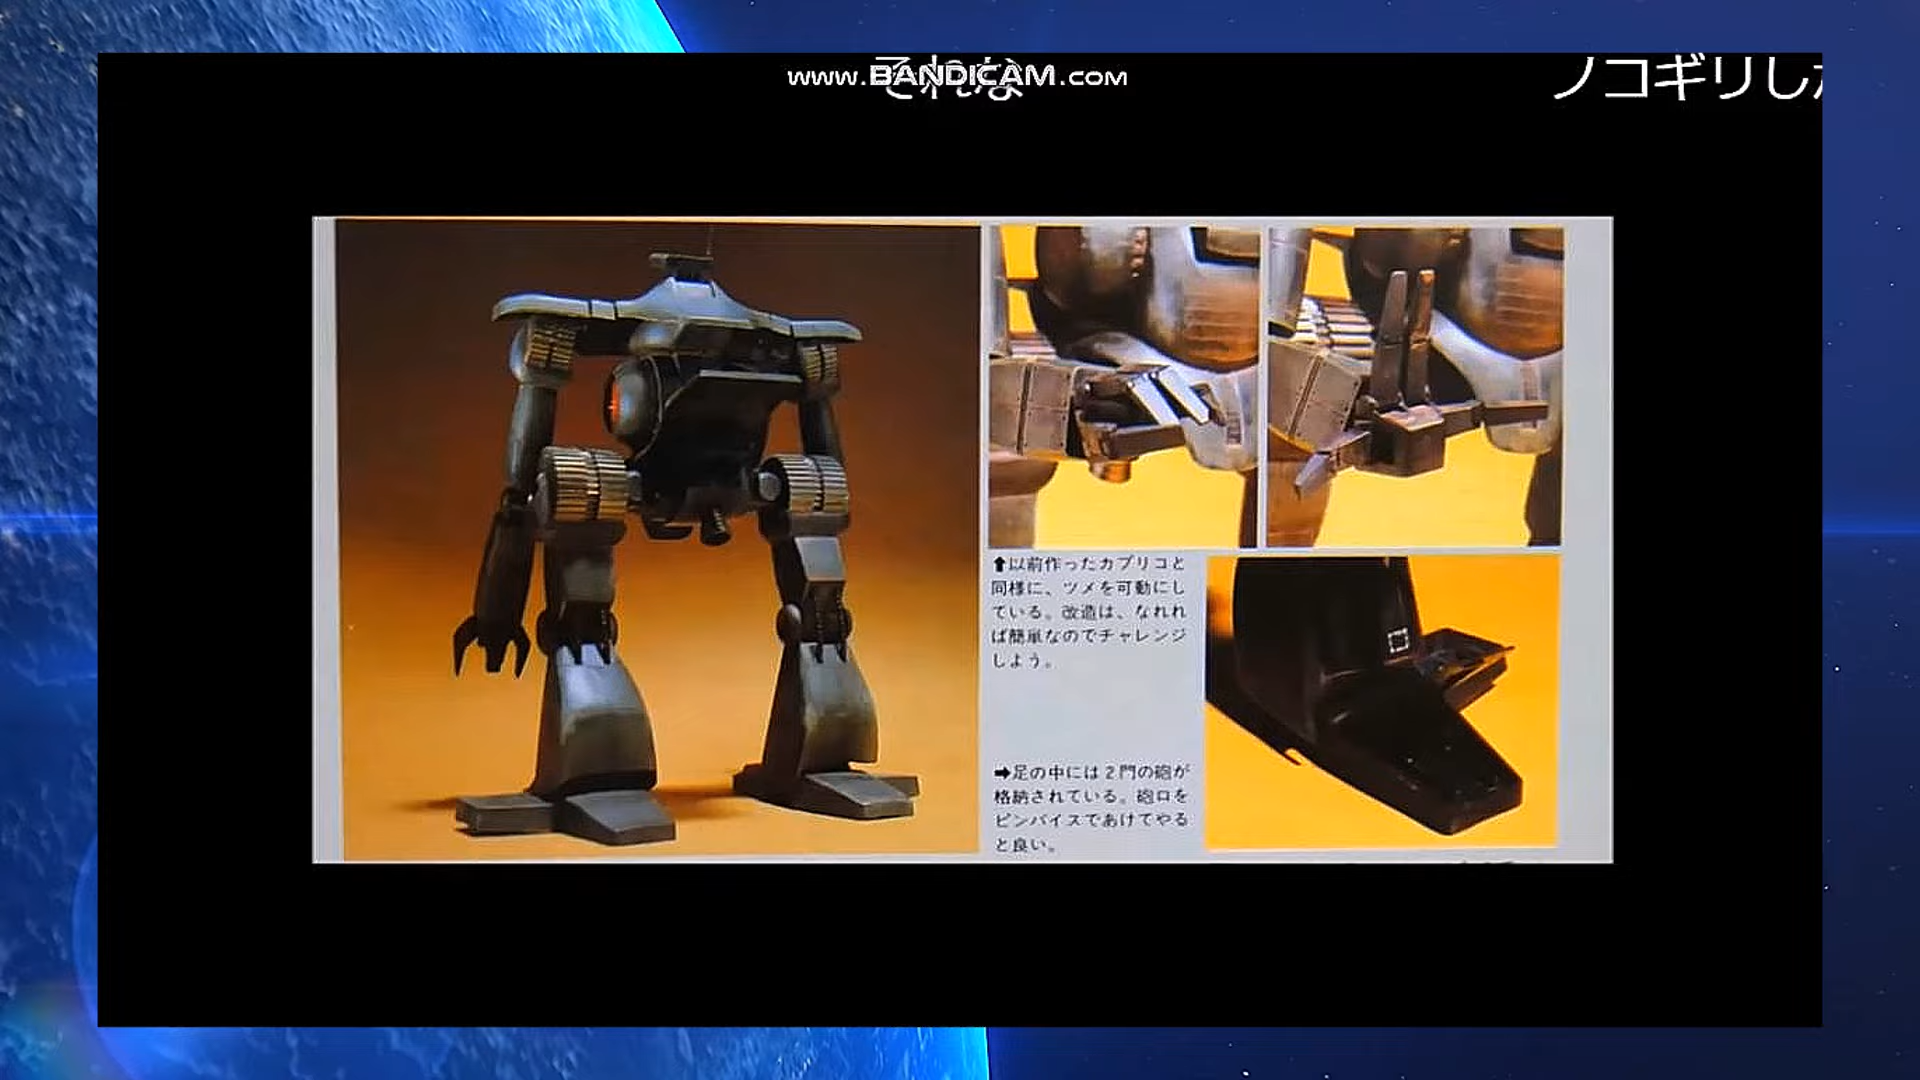 www.BANDICAM.com
それな
ノコギリし
↑以前作ったカプリコと
同様に、ツメを可動にし
ている。改造は、なれれ
ば簡単なのでチャレンジ
しよう。
➡足の中には2門の砲が
格納されている。砲口を
ピンバイスであけてやる
と良い。